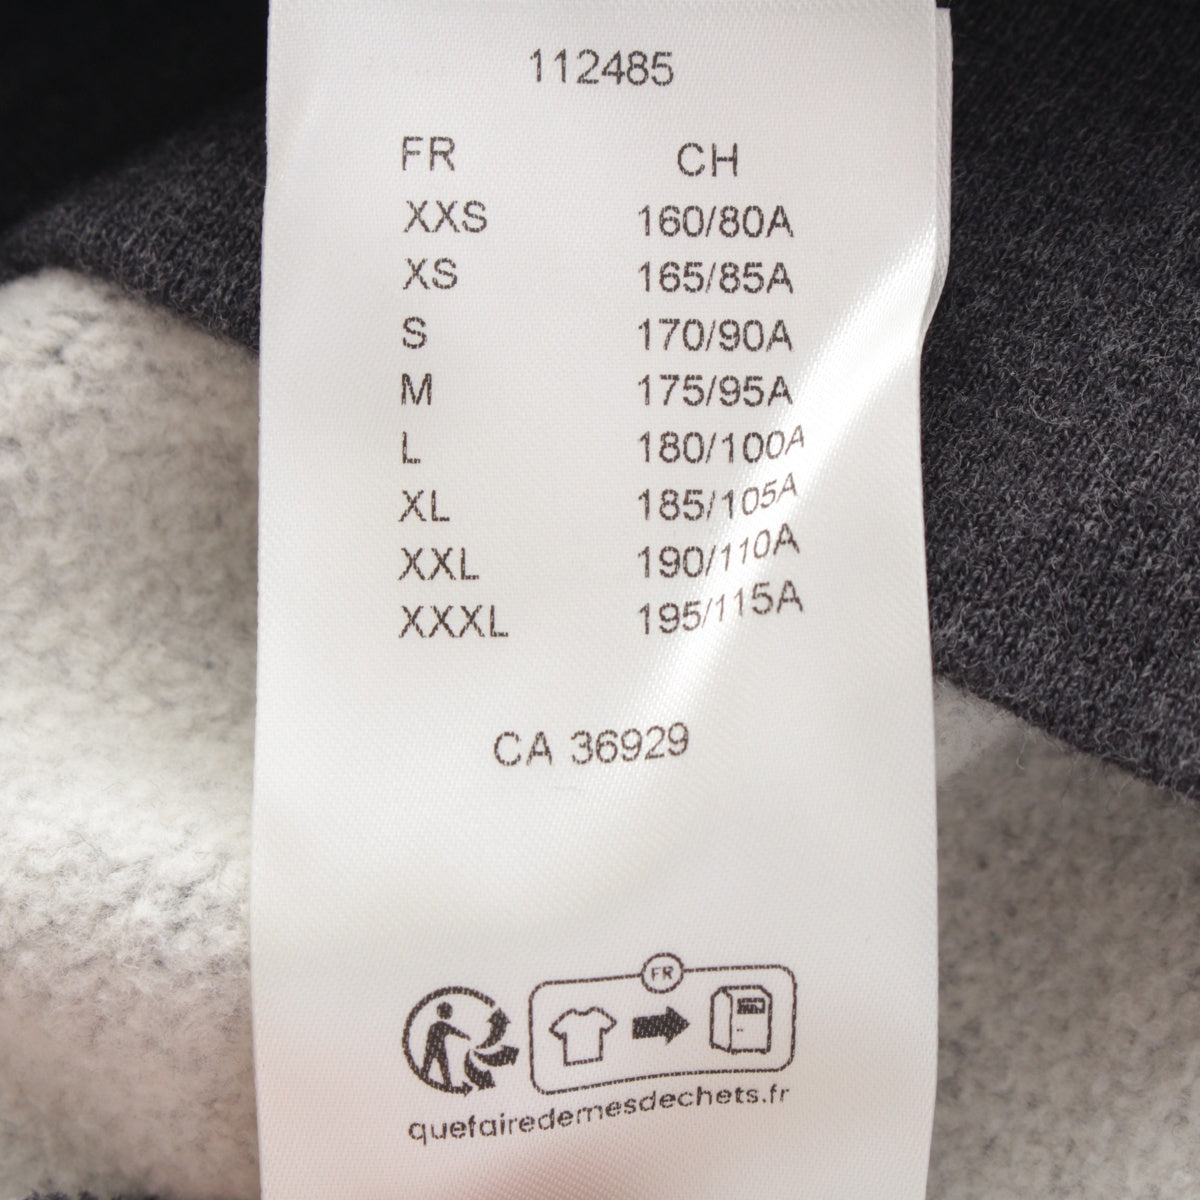 112485
FR CH
XXS 160/80A
XS 165/85A
S 170/90A
M 175/95A
L 180/100A
XL 185/105A
XXL 190/110A
XXXL 195/115A
CA 36929
FR
quefairedemesdechets.fr